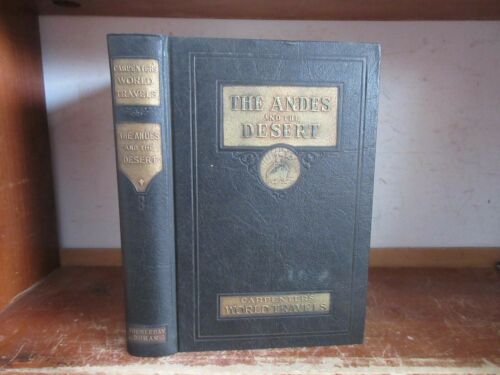 CARPENTER'S
WORLD
TRAVELS
THE ANDES
AND THE
DESERT
DOUBLEDAY
DORAN
THE ANDES
AND THE
DESERT
CARPENTER'S
WORLD TRAVELS